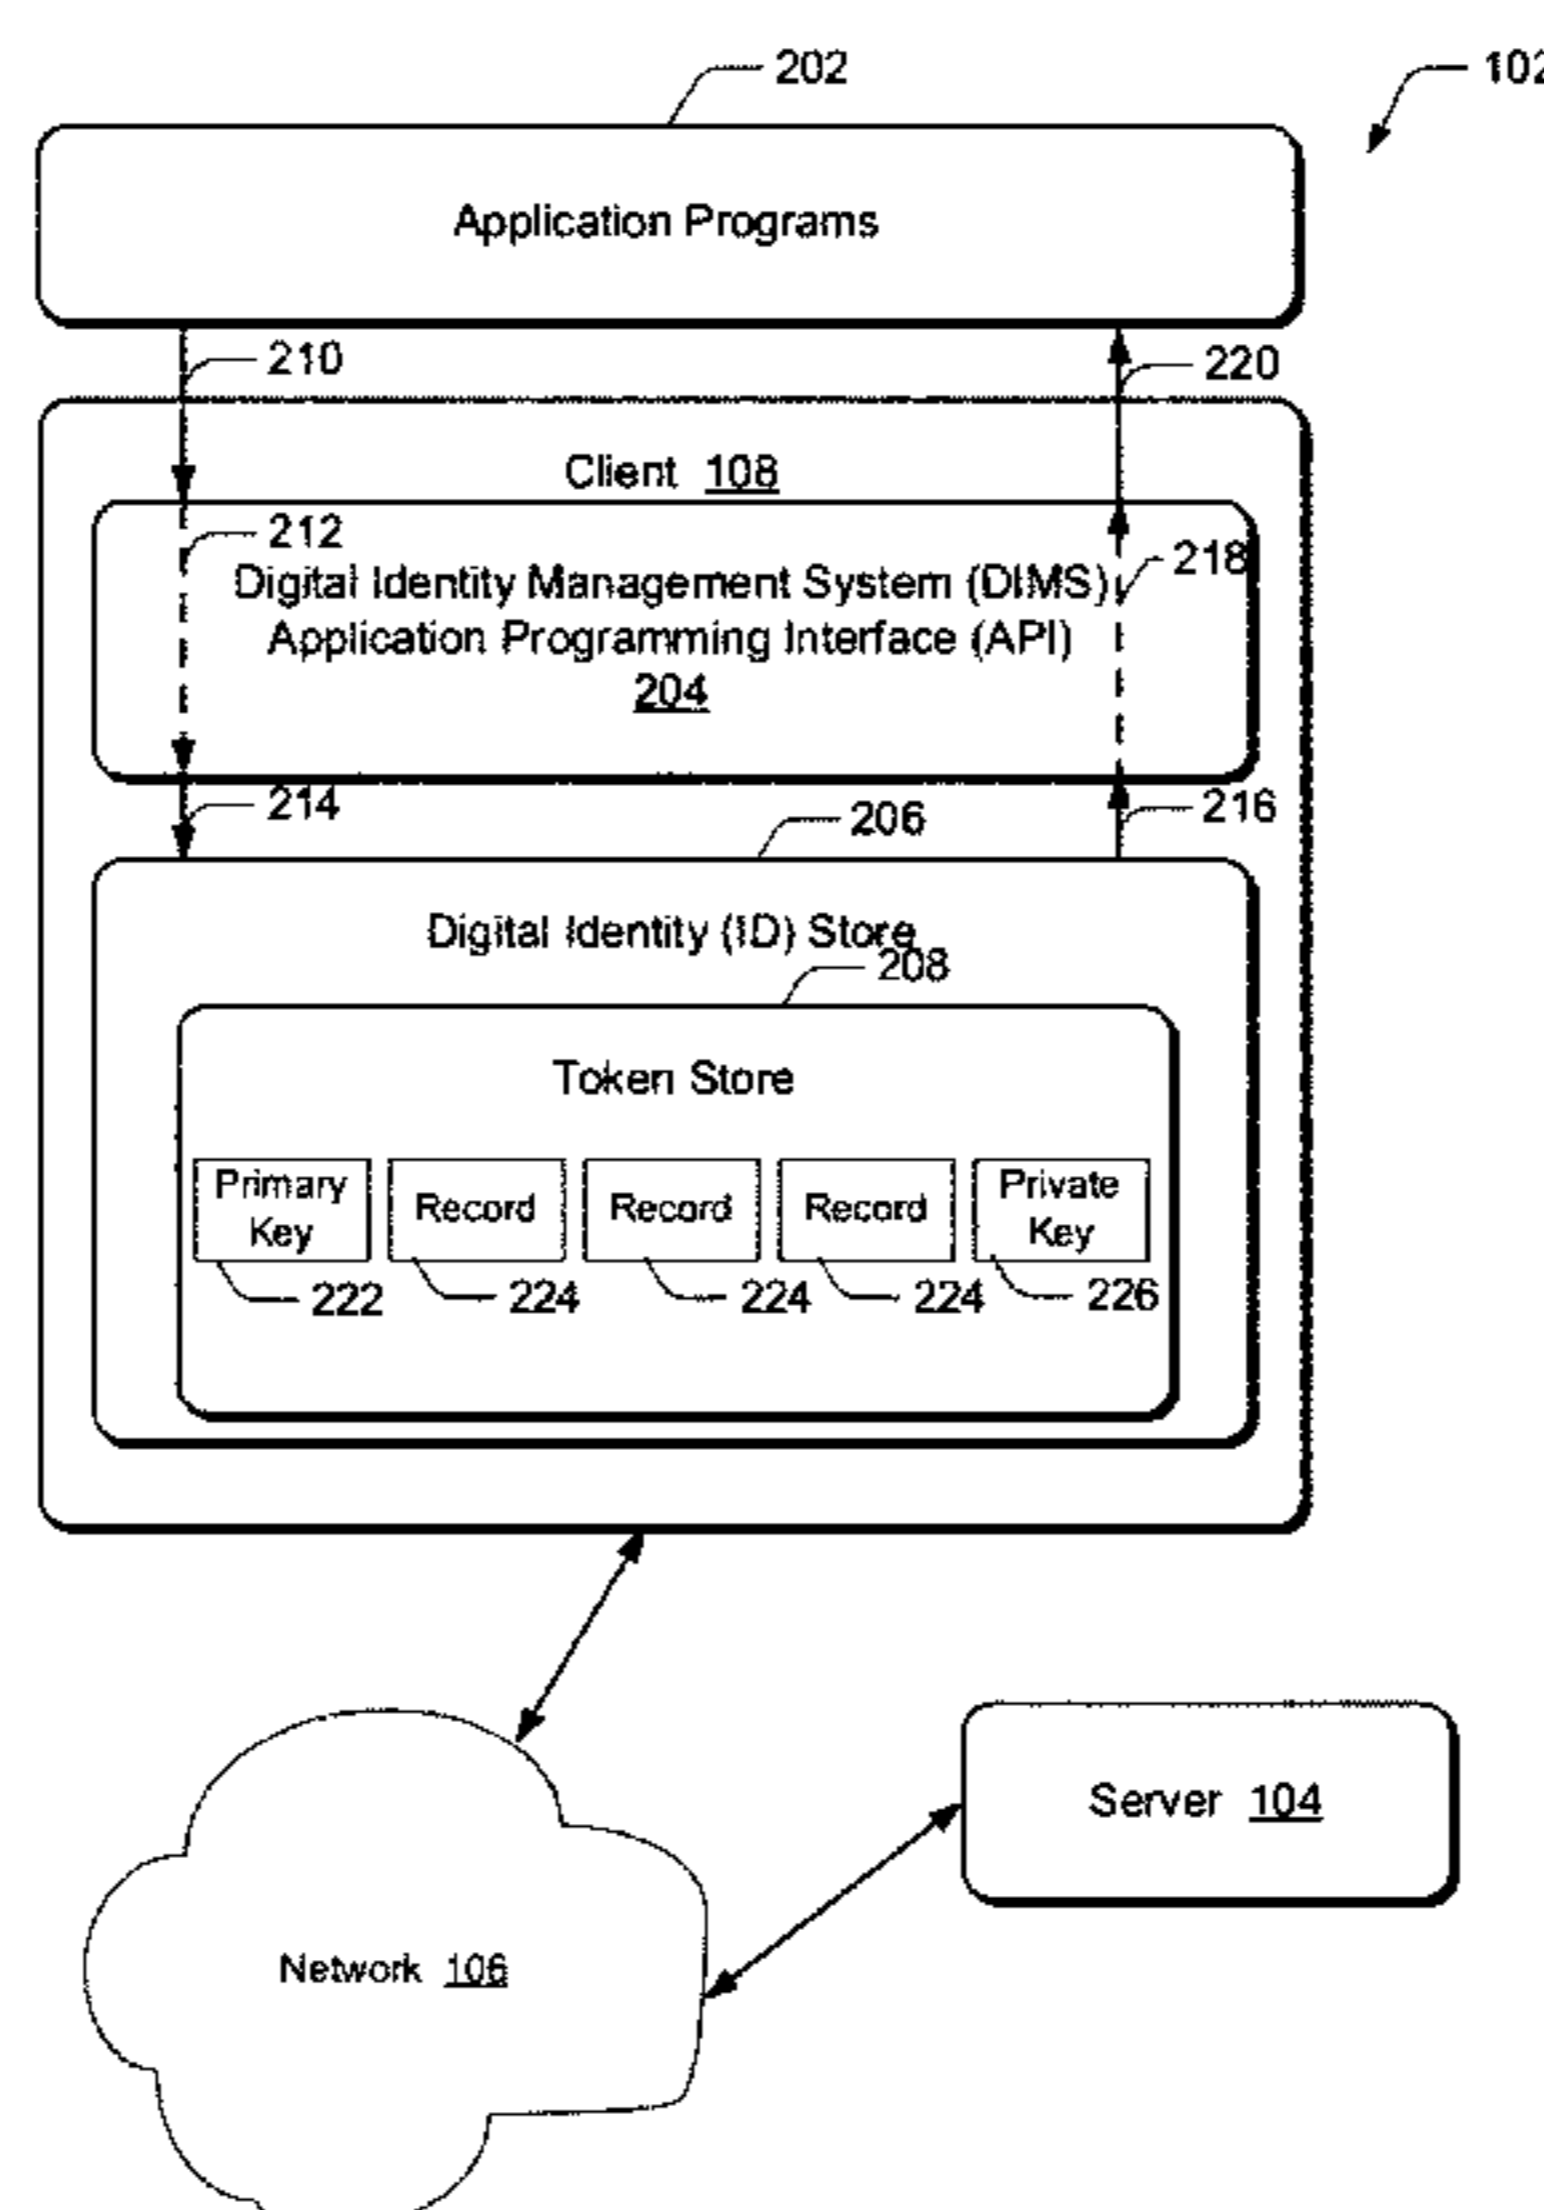 202
102
Application Programs
210
220
Client 108
212
218
Digital Identity Management System (DIMS)
Application Programming Interface (API)
204
214
206
216
Digital Identity (ID) Store
208
Token Store
Primary
Key
Record
Record
Record
Private
Key
222
224
224
224
226
Server 104
Network 106